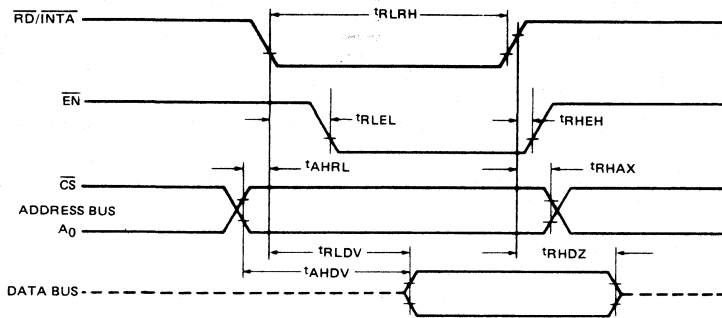 RD/INTA
tRLRH
EN
tRLEL
tRHEH
CS
tAHRL
tRHAX
ADDRESS BUS
A0
tRLDV
tRHDZ
tAHDV
DATA BUS